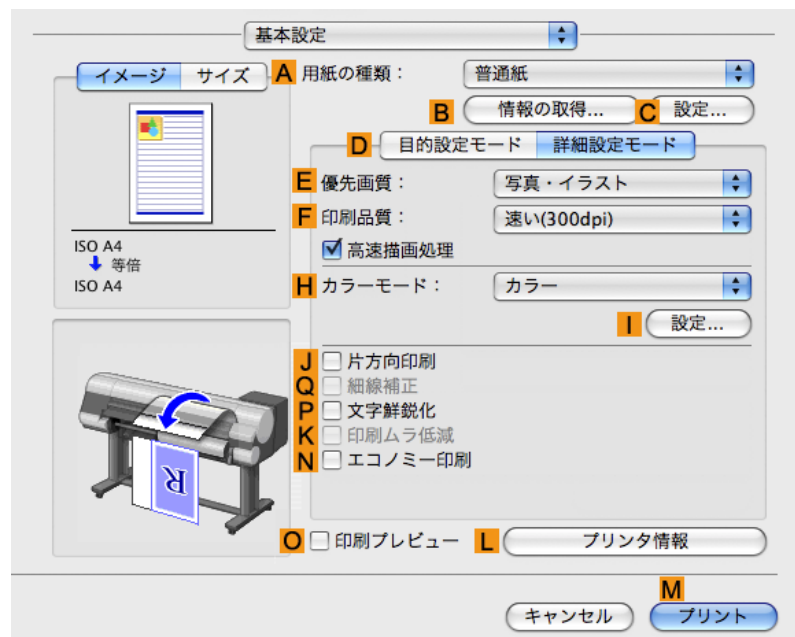 基本設定
イメージ サイズ
A 用紙の種類： 普通紙
B 情報の取得... C 設定...
D 目的設定モード 詳細設定モード
E 優先画質： 写真・イラスト
F 印刷品質： 速い(300dpi)
高速描画処理
ISO A4
等倍
ISO A4
H カラーモード： カラー
I 設定...
J 片方向印刷
Q 細線補正
P 文字鮮鋭化
K 印刷ムラ低減
N エコノミー印刷
R
O 印刷プレビュー L プリンタ情報
M
キャンセル プリント